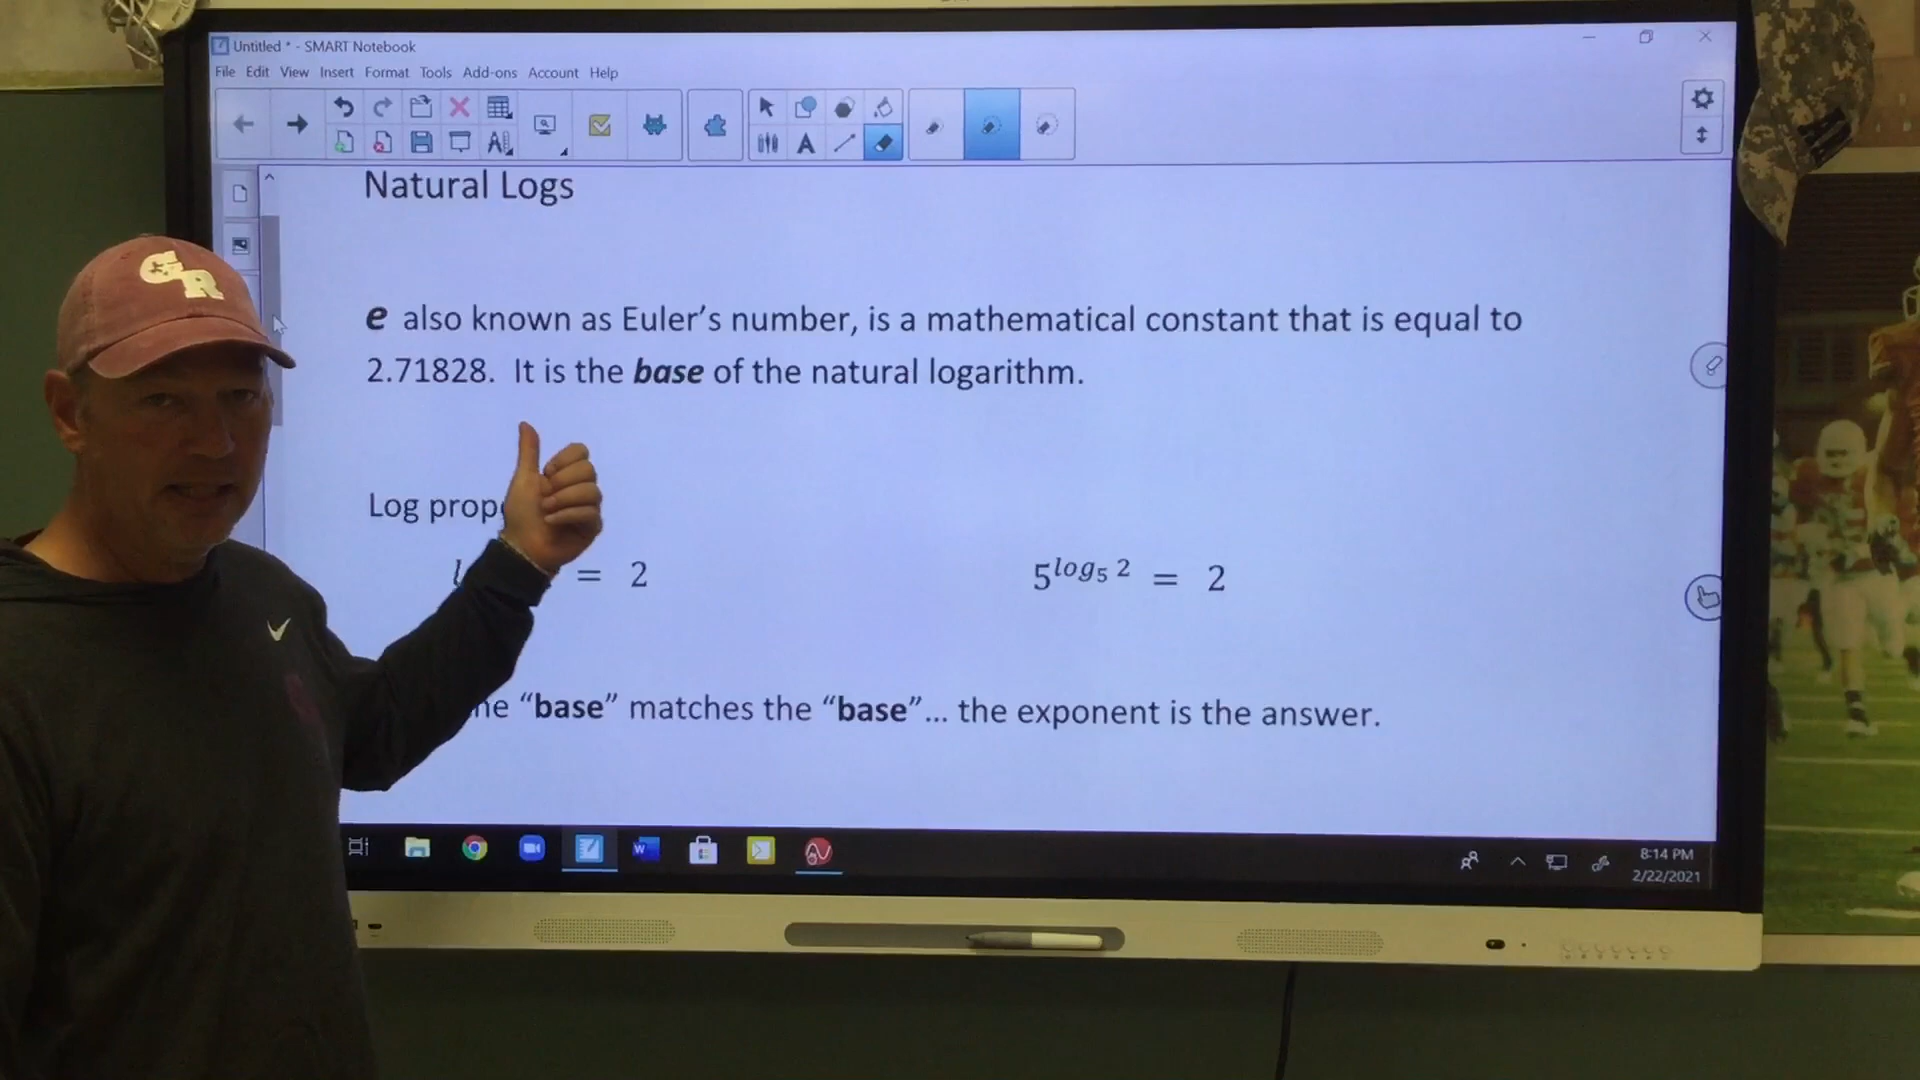 Untitled * - SMART Notebook
File Edit View Insert Format Tools Add-ons Account Help
Natural Logs
GR
e also known as Euler’s number, is a mathematical constant that is equal to
2.71828. It is the base of the natural logarithm.
Log prop
l = 2
5^{log_5 2} = 2
“base” matches the “base”... the exponent is the answer.
8:14 PM
2/22/2021